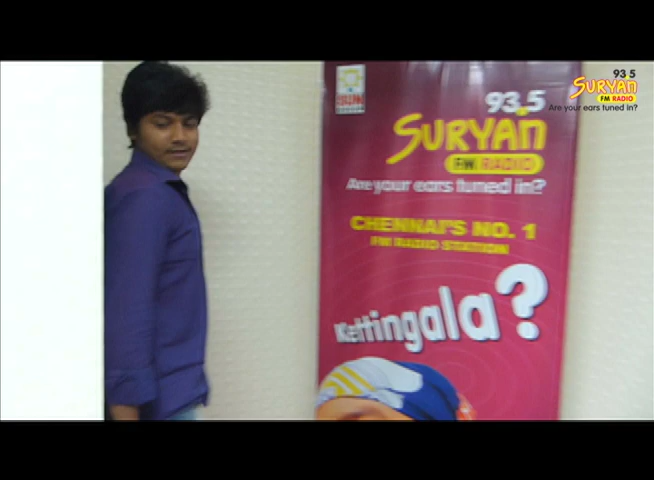 93.5
SURYAN
FM RADIO
Are your ears tuned in?
CHENNAI'S NO. 1
FM RADIO STATION
Kettingala?
93 5
SURYAN
FM RADIO
Are your ears tuned in?